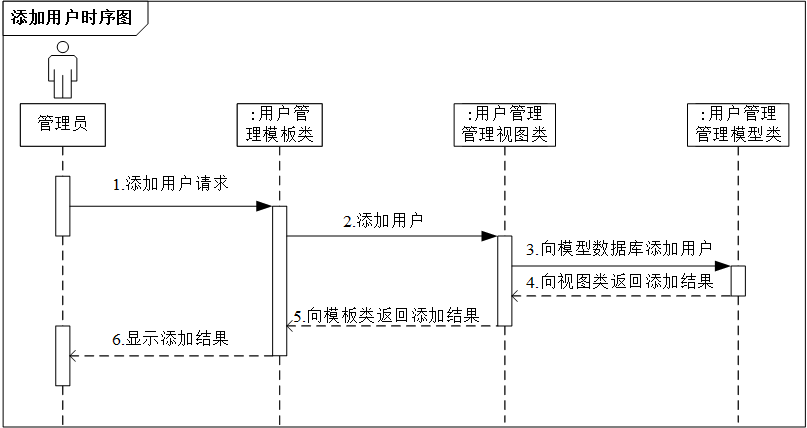 添加用户时序图
管理员
:用户管
理模板类
:用户管理
管理视图类
:用户管理
管理模型类
1.添加用户请求
2.添加用户
3.向模型数据库添加用户
4.向视图类返回添加结果
5.向模板类返回添加结果
6.显示添加结果